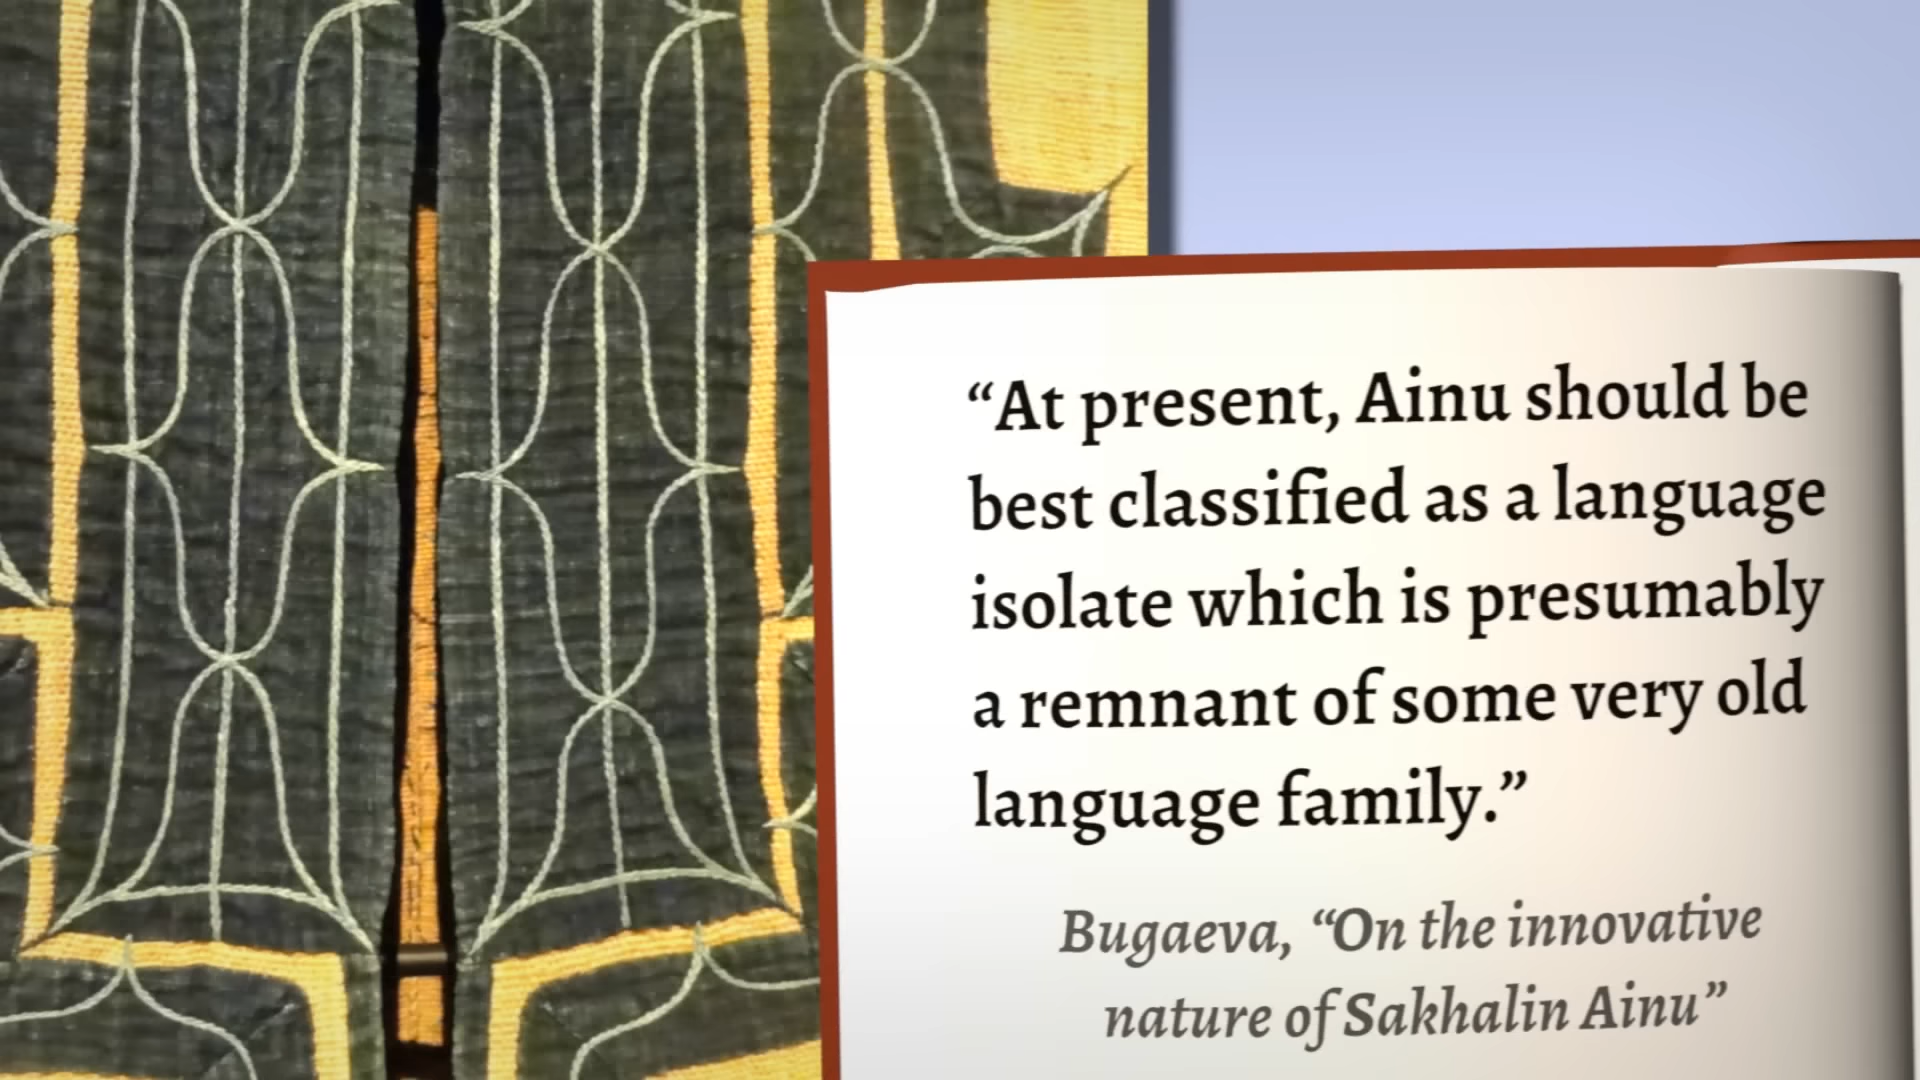 “At present, Ainu should be
best classified as a language
isolate which is presumably
a remnant of some very old
language family.”
Bugaeva, “On the innovative
nature of Sakhalin Ainu”